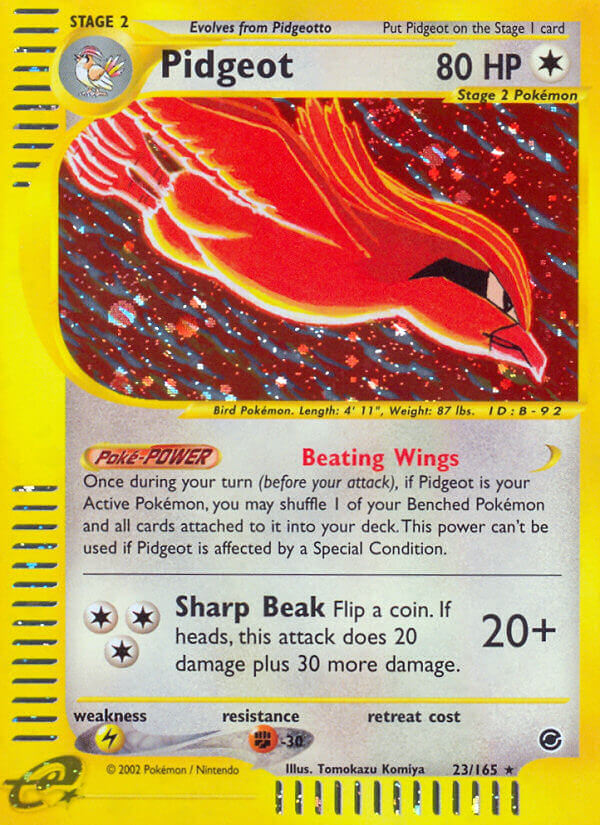 STAGE 2
Evolves from Pidgeotto
Put Pidgeot on the Stage 1 card
Pidgeot
80 HP
Stage 2 Pokémon
Bird Pokémon. Length: 4' 11", Weight: 87 lbs. ID:B-92
Poké-POWER
Beating Wings
Once during your turn (before your attack), if Pidgeot is your
Active Pokémon, you may shuffle 1 of your Benched Pokémon
and all cards attached to it into your deck. This power can't be
used if Pidgeot is affected by a Special Condition.
Sharp Beak Flip a coin. If
heads, this attack does 20
damage plus 30 more damage.
20+
weakness
resistance
retreat cost
-30
© 2002 Pokémon / Nintendo
Illus. Tomokazu Komiya
23/165 ★
e